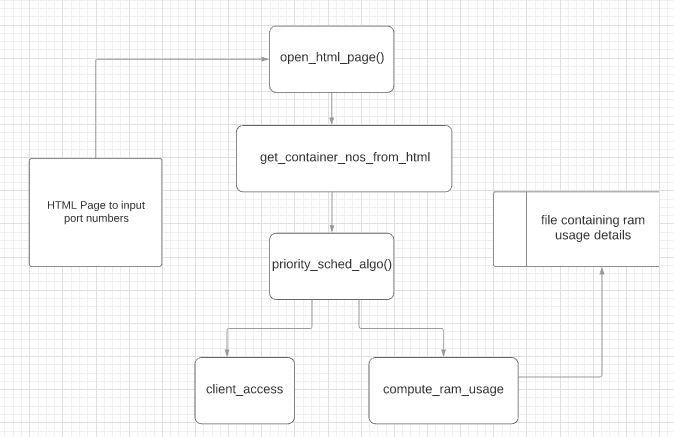 open_html_page()
get_container_nos_from_html
HTML Page to input
port numbers
file containing ram
usage details
priority_sched_algo()
client_access
compute_ram_usage